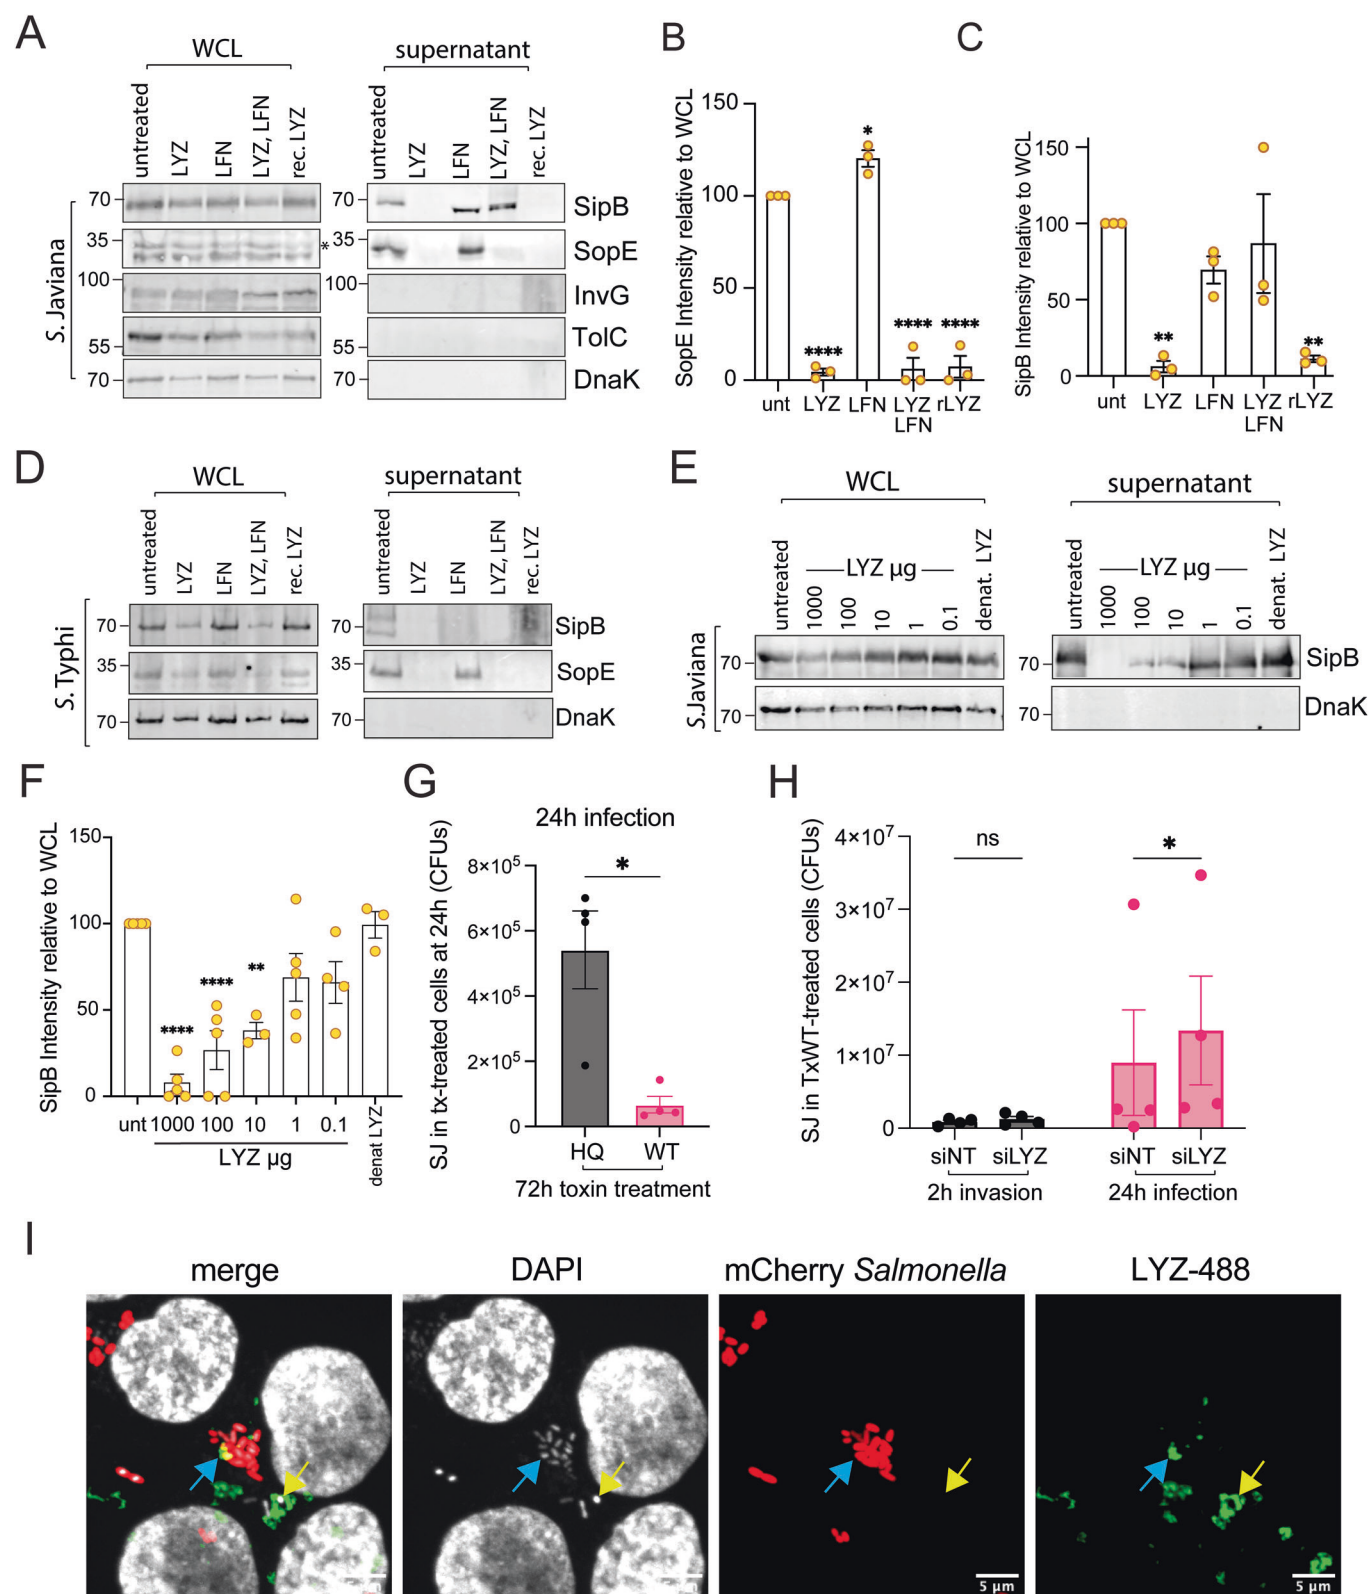 A
WCL
supernatant
untreated
LYZ
LFN
LYZ, LFN
rec. LYZ
untreated
LYZ
LFN
LYZ, LFN
rec. LYZ
S. Javiana
70
70
SipB
35
*
35
SopE
100
100
InvG
55
TolC
70
70
DnaK
B
SopE Intensity relative to WCL
150
100
50
0
*
****
****
****
unt
LYZ
LFN
LYZ
LFN
rLYZ
C
SipB Intensity relative to WCL
150
100
50
0
**
**
unt
LYZ
LFN
LYZ
LFN
rLYZ
D
WCL
supernatant
untreated
LYZ
LFN
LYZ, LFN
rec. LYZ
untreated
LYZ
LFN
LYZ, LFN
rec. LYZ
S. Typhi
70
70
SipB
35
35
SopE
70
70
DnaK
E
WCL
supernatant
untreated
LYZ µg
1000
100
10
1
0.1
denat. LYZ
untreated
LYZ µg
1000
100
10
1
0.1
denat. LYZ
S.Javiana
70
70
SipB
70
70
DnaK
F
SipB Intensity relative to WCL
150
100
50
0
****
****
**
unt
1000
100
10
1
0.1
denat LYZ
LYZ µg
G
24h infection
SJ in tx-treated cells at 24h (CFUs)
8×10⁵
6×10⁵
4×10⁵
2×10⁵
0
*
HQ
WT
72h toxin treatment
H
SJ in TxWT-treated cells (CFUs)
4×10⁷
3×10⁷
2×10⁷
1×10⁷
0
ns
*
siNT
siLYZ
siNT
siLYZ
2h invasion
24h infection
I
merge
DAPI
mCherry Salmonella
LYZ-488
5 µm
5 µm